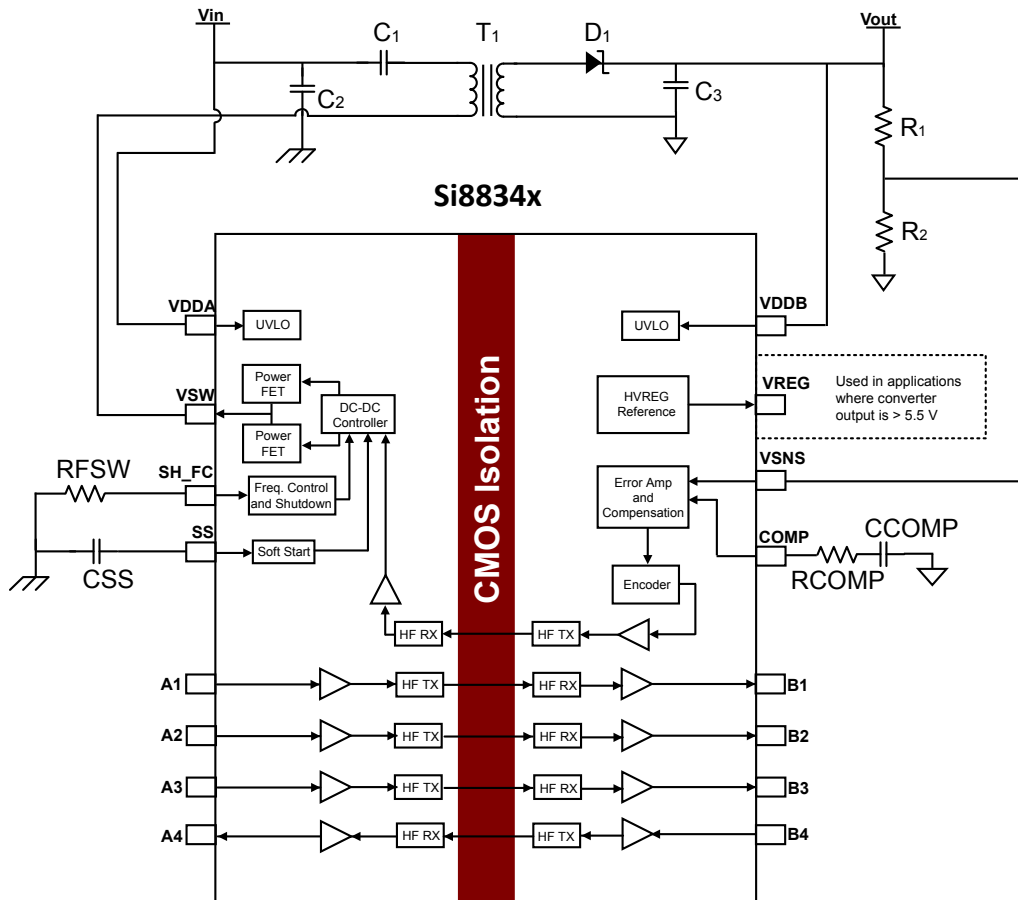 Vin
C1
T1
D1
Vout
C2
C3
R1
R2
Si8834x
VDDA
UVLO
UVLO
VDDB
VSW
Power
FET
Power
FET
DC-DC
Controller
CMOS Isolation
HVREG
Reference
VREG
Used in applications
where converter
output is > 5.5 V
RFSW
SH_FC
Freq. Control
and Shutdown
Error Amp
and
Compensation
VSNS
SS
CSS
Soft Start
Encoder
COMP
RCOMP
CCOMP
HF RX
HF TX
A1
HF TX
HF RX
B1
A2
HF TX
HF RX
B2
A3
HF TX
HF RX
B3
A4
HF RX
HF TX
B4